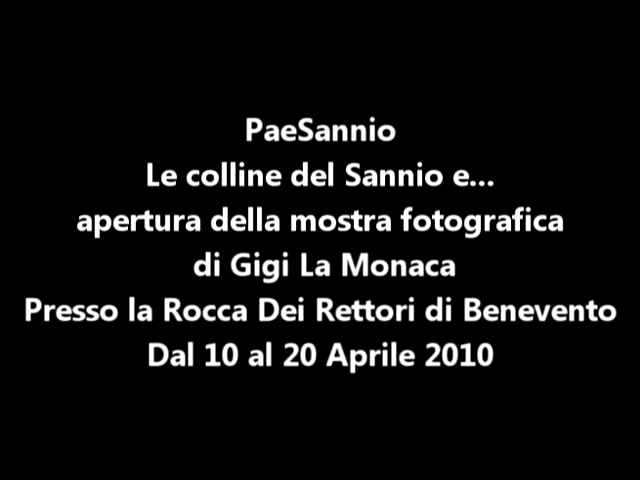 PaeSannio
Le colline del Sannio e...
apertura della mostra fotografica
di Gigi La Monaca
Presso la Rocca Dei Rettori di Benevento
Dal 10 al 20 Aprile 2010